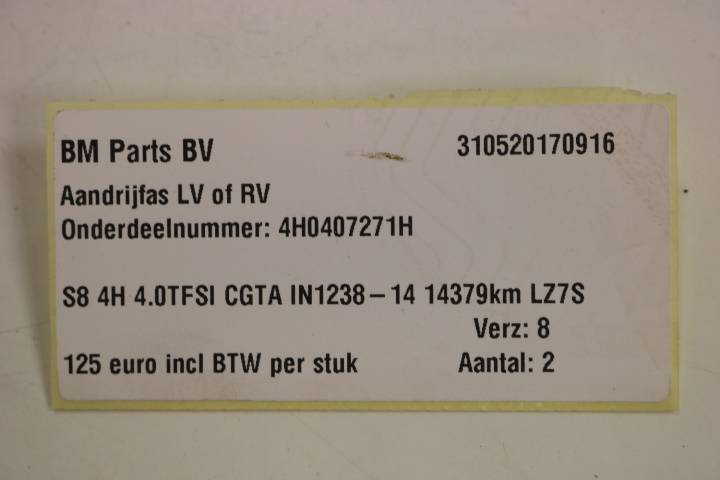 BM Parts BV 310520170916
Aandrijfas LV of RV
Onderdeelnummer: 4H0407271H
S8 4H 4.0TFSI CGTA IN1238-14 14379km LZ7S
Verz: 8
125 euro incl BTW per stuk Aantal: 2